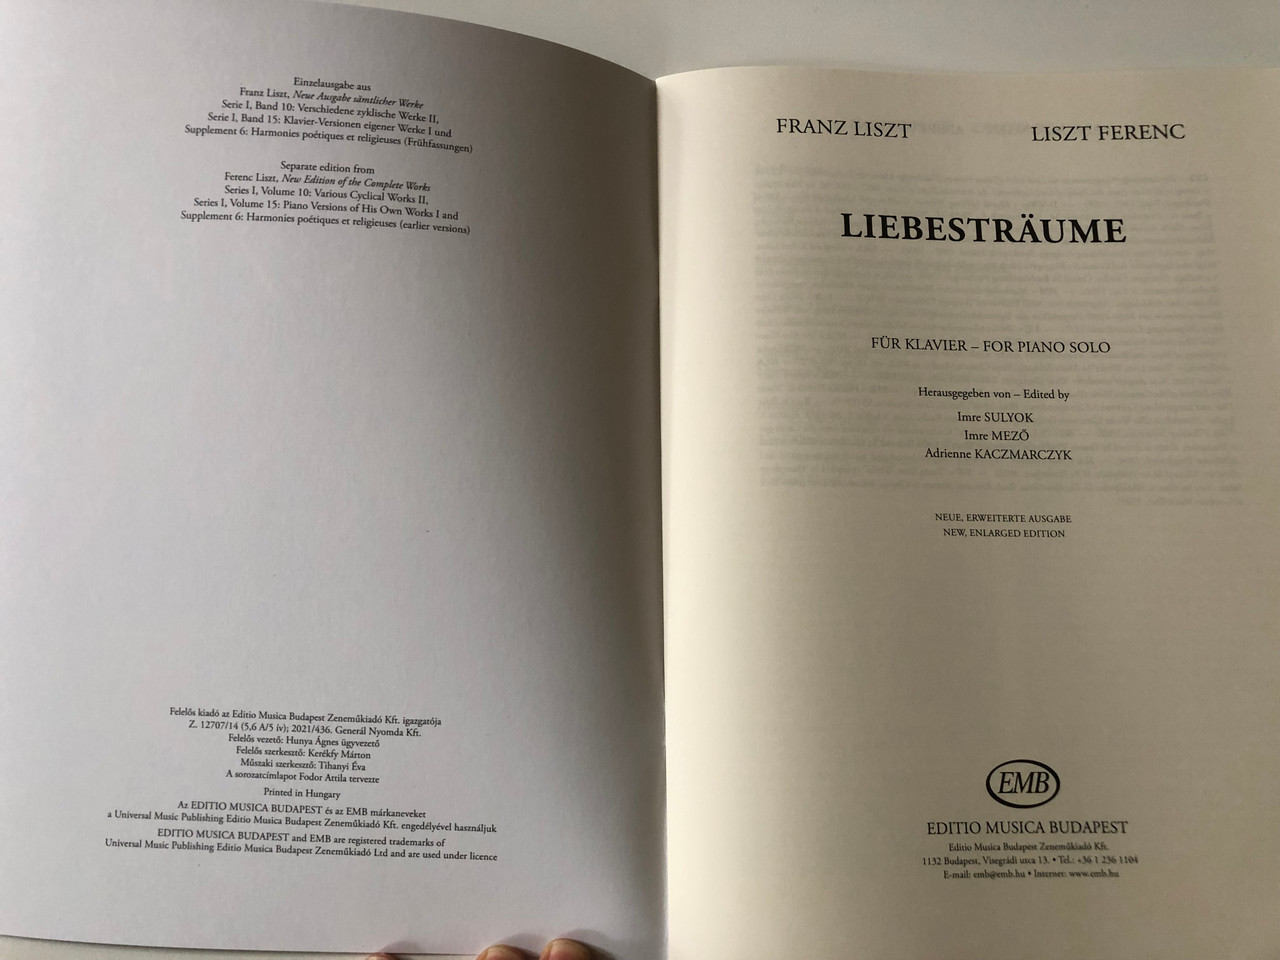 Einzelausgabe aus
Franz Liszt, Neue Ausgabe sämtlicher Werke
Serie I, Band 10: Verschiedene zyklische Werke II,
Serie I, Band 15: Klavier-Versionen eigener Werke I und
Supplement 6: Harmonies poétiques et religieuses (Frühfassungen)
Separate edition from
Ferenc Liszt, New Edition of the Complete Works
Series I, Volume 10: Various Cyclical Works II,
Series I, Volume 15: Piano Versions of His Own Works I and
Supplement 6: Harmonies poétiques et religieuses (earlier versions)
Felelős kiadó az Editio Musica Budapest Zeneműkiadó Kft. igazgatója
Z. 12707/14 (5,6 A/5 ív); 2021/436. Generál Nyomda Kft.
Felelős vezető: Hunya Ágnes ügyvezető
Felelős szerkesztő: Kerékfy Márton
Műszaki szerkesztő: Tihanyi Éva
A sorozatcímlapot Fodor Attila tervezte
Printed in Hungary
Az EDITIO MUSICA BUDAPEST és az EMB márkaneveket
a Universal Music Publishing Editio Musica Budapest Zeneműkiadó Kft. engedélyével használjuk
EDITIO MUSICA BUDAPEST and EMB are registered trademarks of
Universal Music Publishing Editio Musica Budapest Zeneműkiadó Ltd and are used under licence
FRANZ LISZT LISZT FERENC
LIEBESTRÄUME
FÜR KLAVIER – FOR PIANO SOLO
Herausgegeben von – Edited by
Imre SULYOK
Imre MEZŐ
Adrienne KACZMARCZYK
NEUE, ERWEITERTE AUSGABE
NEW, ENLARGED EDITION
EMB
EDITIO MUSICA BUDAPEST
Editio Musica Budapest Zeneműkiadó Kft.
1132 Budapest, Visegrádi utca 13. • Tel.: +36 1 236 1104
E-mail: emb@emb.hu • Internet: www.emb.hu